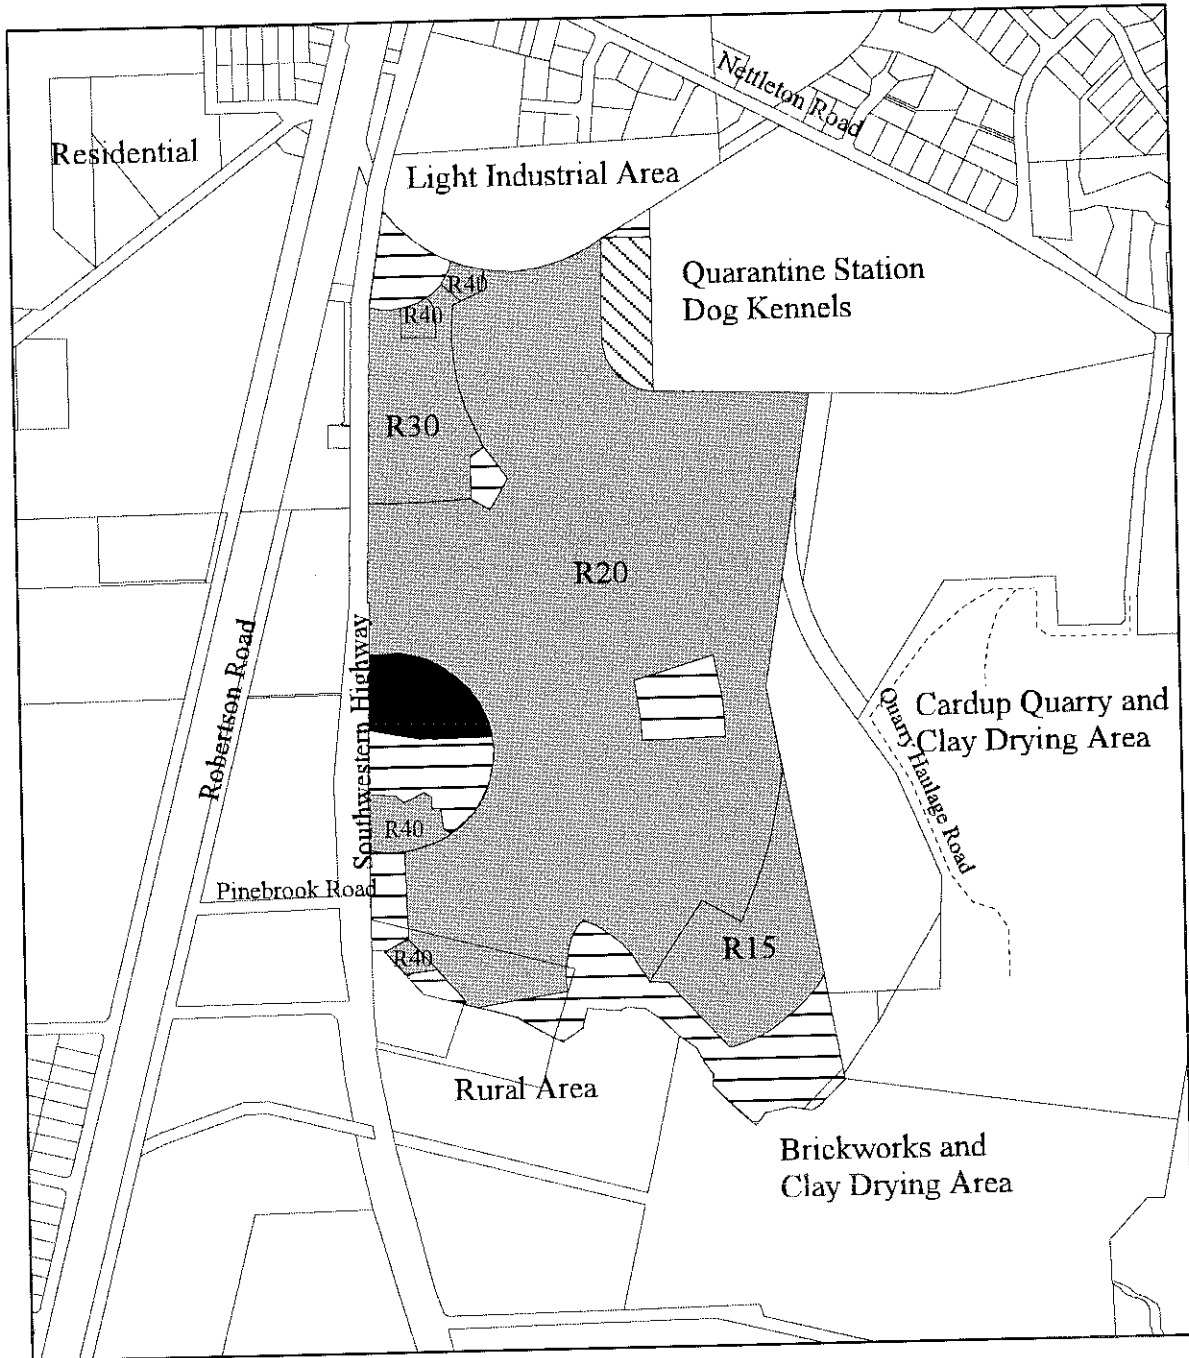 Nettleton Road
Residential
Light Industrial Area
Quarantine Station
Dog Kennels
R40
R40
R30
R20
Robertson Road
Southwestern Highway
Cardup Quarry and
Clay Drying Area
Quarry Haulage Road
R40
Pinebrook Road
R15
R40
Rural Area
Brickworks and
Clay Drying Area